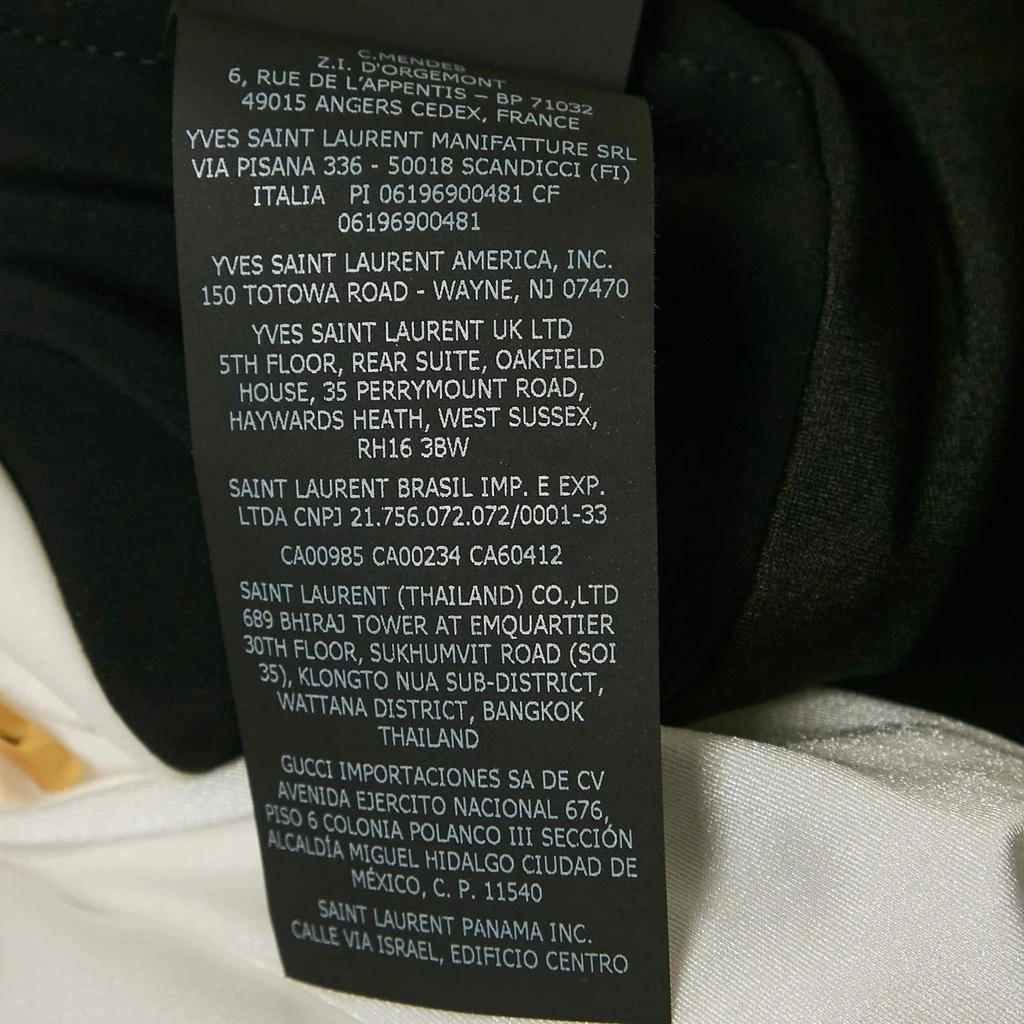 C.MENDES
Z.I. D'ORGEMONT
6, RUE DE L'APPENTIS – BP 71032
49015 ANGERS CEDEX, FRANCE
YVES SAINT LAURENT MANIFATTURE SRL
VIA PISANA 336 - 50018 SCANDICCI (FI)
ITALIA PI 06196900481 CF
06196900481
YVES SAINT LAURENT AMERICA, INC.
150 TOTOWA ROAD - WAYNE, NJ 07470
YVES SAINT LAURENT UK LTD
5TH FLOOR, REAR SUITE, OAKFIELD
HOUSE, 35 PERRYMOUNT ROAD,
HAYWARDS HEATH, WEST SUSSEX,
RH16 3BW
SAINT LAURENT BRASIL IMP. E EXP.
LTDA CNPJ 21.756.072.072/0001-33
CA00985 CA00234 CA60412
SAINT LAURENT (THAILAND) CO.,LTD
689 BHIRAJ TOWER AT EMQUARTIER
30TH FLOOR, SUKHUMVIT ROAD (SOI
35), KLONGTO NUA SUB-DISTRICT,
WATTANA DISTRICT, BANGKOK
THAILAND
GUCCI IMPORTACIONES SA DE CV
AVENIDA EJERCITO NACIONAL 676,
PISO 6 COLONIA POLANCO III SECCIÓN
ALCALDÍA MIGUEL HIDALGO CIUDAD DE
MÉXICO, C. P. 11540
SAINT LAURENT PANAMA INC.
CALLE VIA ISRAEL, EDIFICIO CENTRO